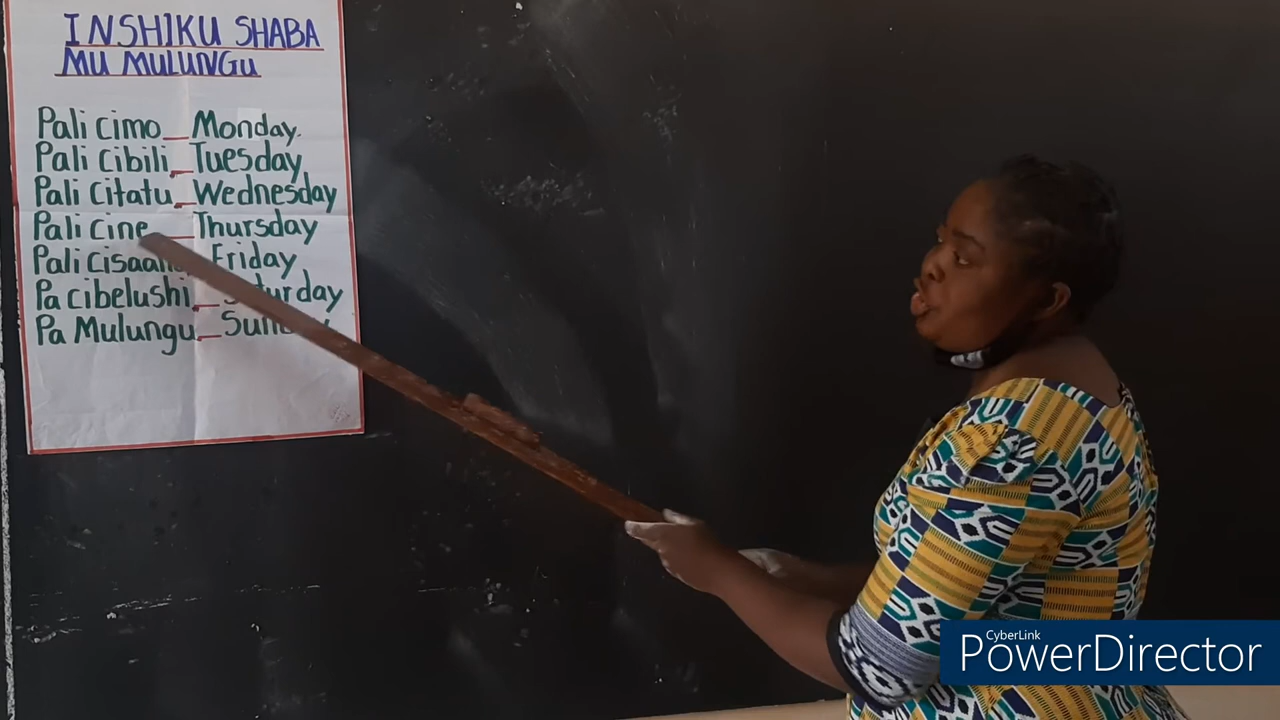 INSHIKU SHABA
MU MULUNGU
Pali cimo _ Monday.
Pali cibili _ Tuesday
Pali citatu _ Wednesday
Pali cine _ Thursday
Pali Friday
Pa cibelushi _
Pa Mulungu _
CyberLink
PowerDirector